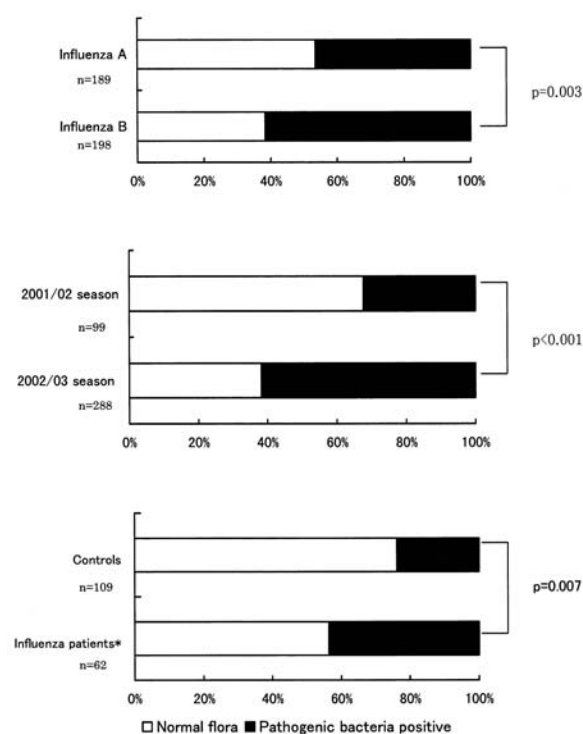 Influenza A
n=189
p=0.003
Influenza B
n=198
0% 20% 40% 60% 80% 100%
2001/02 season
n=99
p<0.001
2002/03 season
n=288
0% 20% 40% 60% 80% 100%
Controls
n=109
p=0.007
Influenza patients*
n=62
0% 20% 40% 60% 80% 100%
Normal flora Pathogenic bacteria positive